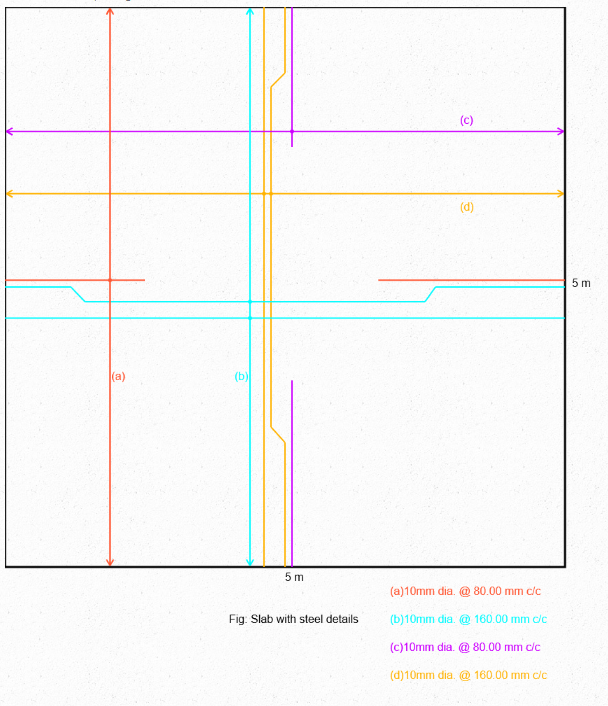 (c)
(d)
5 m
(a)
(b)
5 m
(a)10mm dia. @ 80.00 mm c/c
Fig: Slab with steel details
(b)10mm dia. @ 160.00 mm c/c
(c)10mm dia. @ 80.00 mm c/c
(d)10mm dia. @ 160.00 mm c/c